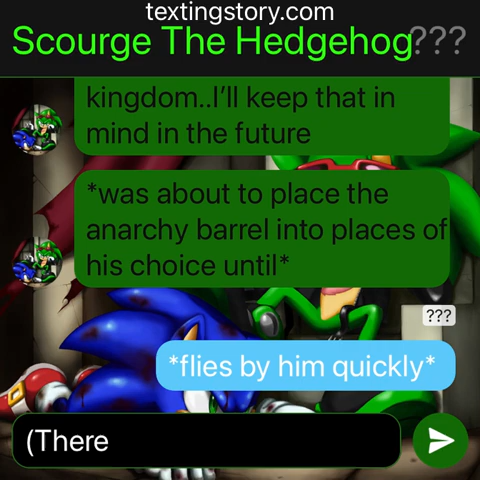 textingstory.com
Scourge The Hedgehog???
kingdom..I’ll keep that in
mind in the future
*was about to place the
anarchy barrel into places of
his choice until*
???
*flies by him quickly*
(There